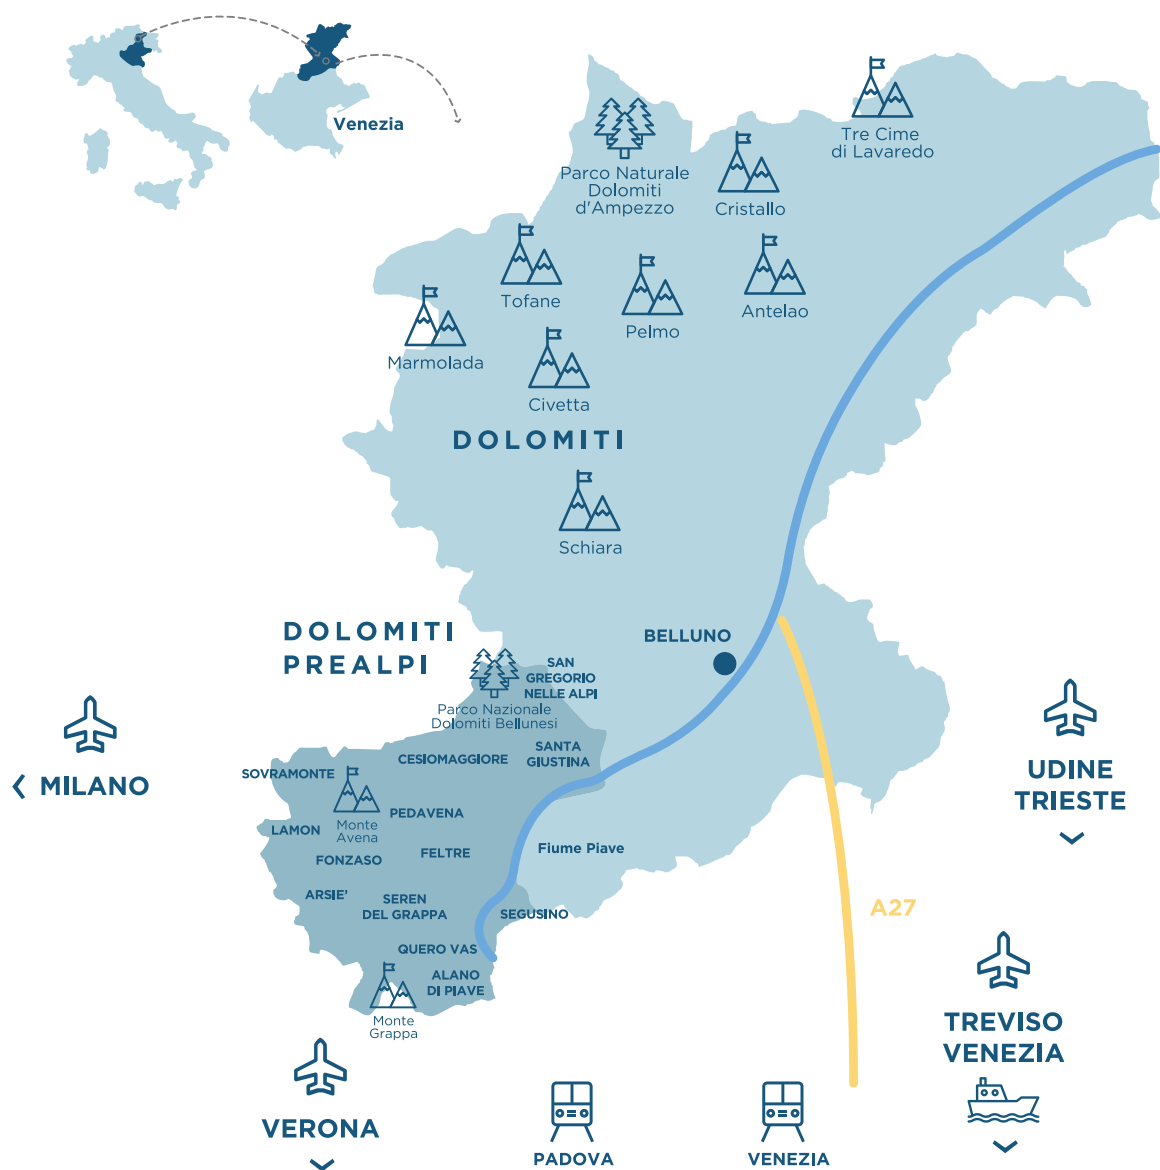 Venezia
Tre Cime
di Lavaredo
Parco Naturale
Dolomiti
d'Ampezzo
Cristallo
Tofane
Antelao
Pelmo
Marmolada
Civetta
DOLOMITI
Schiara
DOLOMITI
PREALPI
BELLUNO
SAN
GREGORIO
NELLE ALPI
Parco Nazionale
Dolomiti Bellunesi
SANTA
GIUSTINA
CESIOMAGGIORE
SOVRAMONTE
MILANO
UDINE
TRIESTE
PEDAVENA
Monte
Avena
LAMON
Fiume Piave
FELTRE
FONZASO
ARSIE'
SEREN
DEL GRAPPA
SEGUSINO
A27
QUERO VAS
ALANO
DI PIAVE
Monte
Grappa
TREVISO
VENEZIA
VERONA
PADOVA
VENEZIA